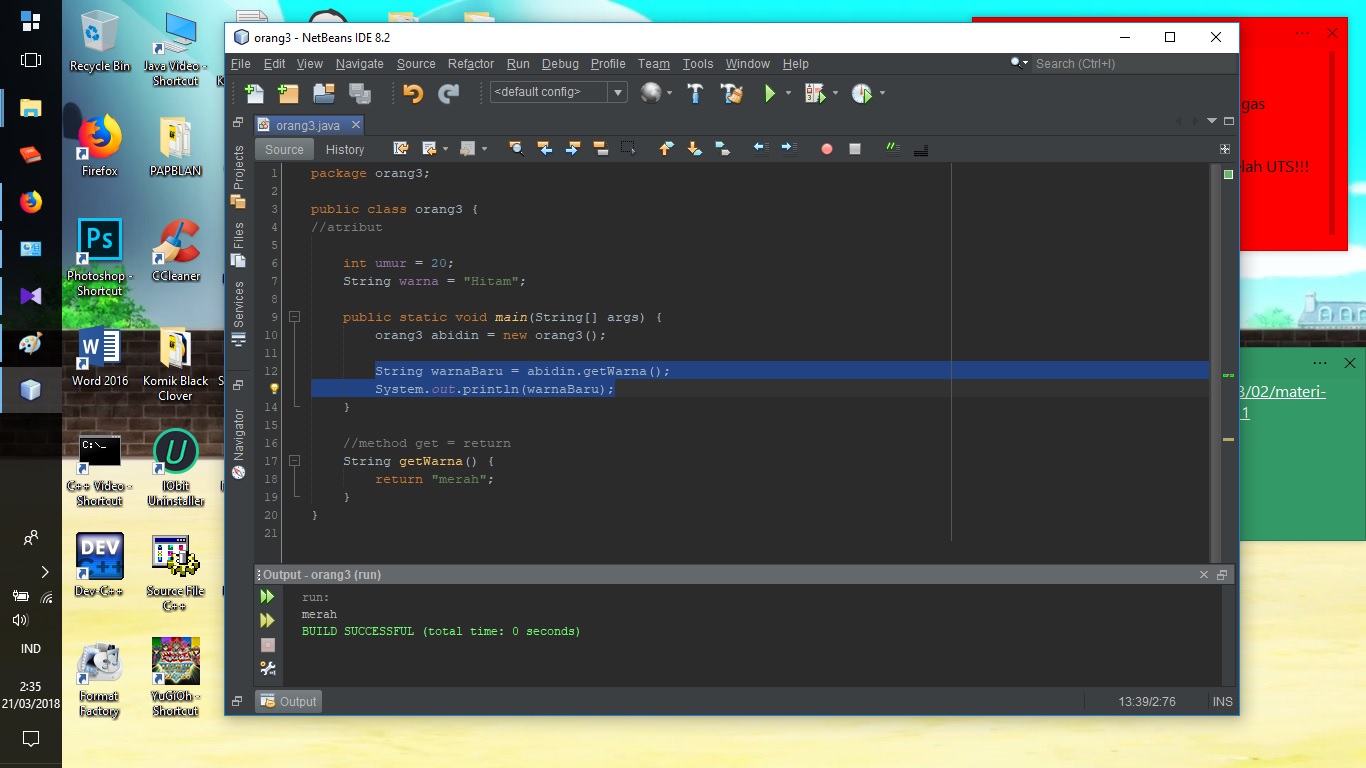 Recycle Bin
Java Video -
Shortcut
Firefox
PAPBLAN
Ps
Photoshop -
Shortcut
CCleaner
Word 2016
Komik Black
Clover
C:\_
C++ Video -
Shortcut
IObit
Uninstaller
DEV
C++
Dev-C++
Source File
C++
Format
Factory
YuGiOh -
Shortcut
IND
2:35
21/03/2018
orang3 - NetBeans IDE 8.2
File Edit View Navigate Source Refactor Run Debug Profile Team Tools Window Help
Search (Ctrl+I)
<default config>
orang3.java
Source History
Projects
Files
Services
Navigator
1 package orang3;
2
3 public class orang3 {
4 //atribut
5
6 int umur = 20;
7 String warna = "Hitam";
8
9 public static void main(String[] args) {
10 orang3 abidin = new orang3();
11
12 String warnaBaru = abidin.getWarna();
System.out.println(warnaBaru);
14 }
15
16 //method get = return
17 String getWarna() {
18 return "merah";
19 }
20 }
21
Output - orang3 (run)
run:
merah
BUILD SUCCESSFUL (total time: 0 seconds)
Output
13:39/2:76 INS
gas
lah UTS!!!
/02/materi-
1